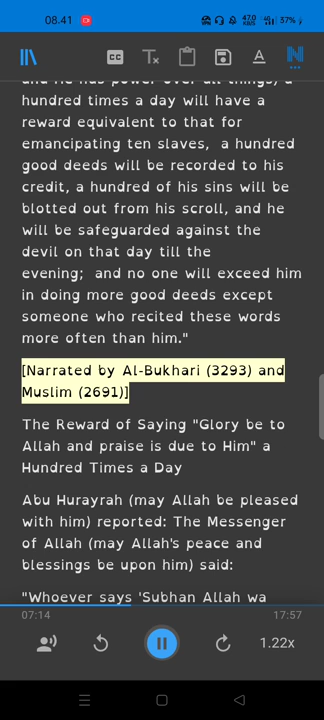 08.41
47.0
KB/S
4G
37%
CC
T
A
N
and He has power over all things) a
hundred times a day will have a
reward equivalent to that for
emancipating ten slaves,  a hundred
good deeds will be recorded to his
credit, a hundred of his sins will be
blotted out from his scroll, and he
will be safeguarded against the
devil on that day till the
evening;  and no one will exceed him
in doing more good deeds except
someone who recited these words
more often than him."
[Narrated by Al-Bukhari (3293) and
Muslim (2691)]
The Reward of Saying "Glory be to
Allah and praise is due to Him" a
Hundred Times a Day
Abu Hurayrah (may Allah be pleased
with him) reported: The Messenger
of Allah (may Allah's peace and
blessings be upon him) said:
"Whoever says 'Subhan Allah wa
07:14
17:57
1.22x